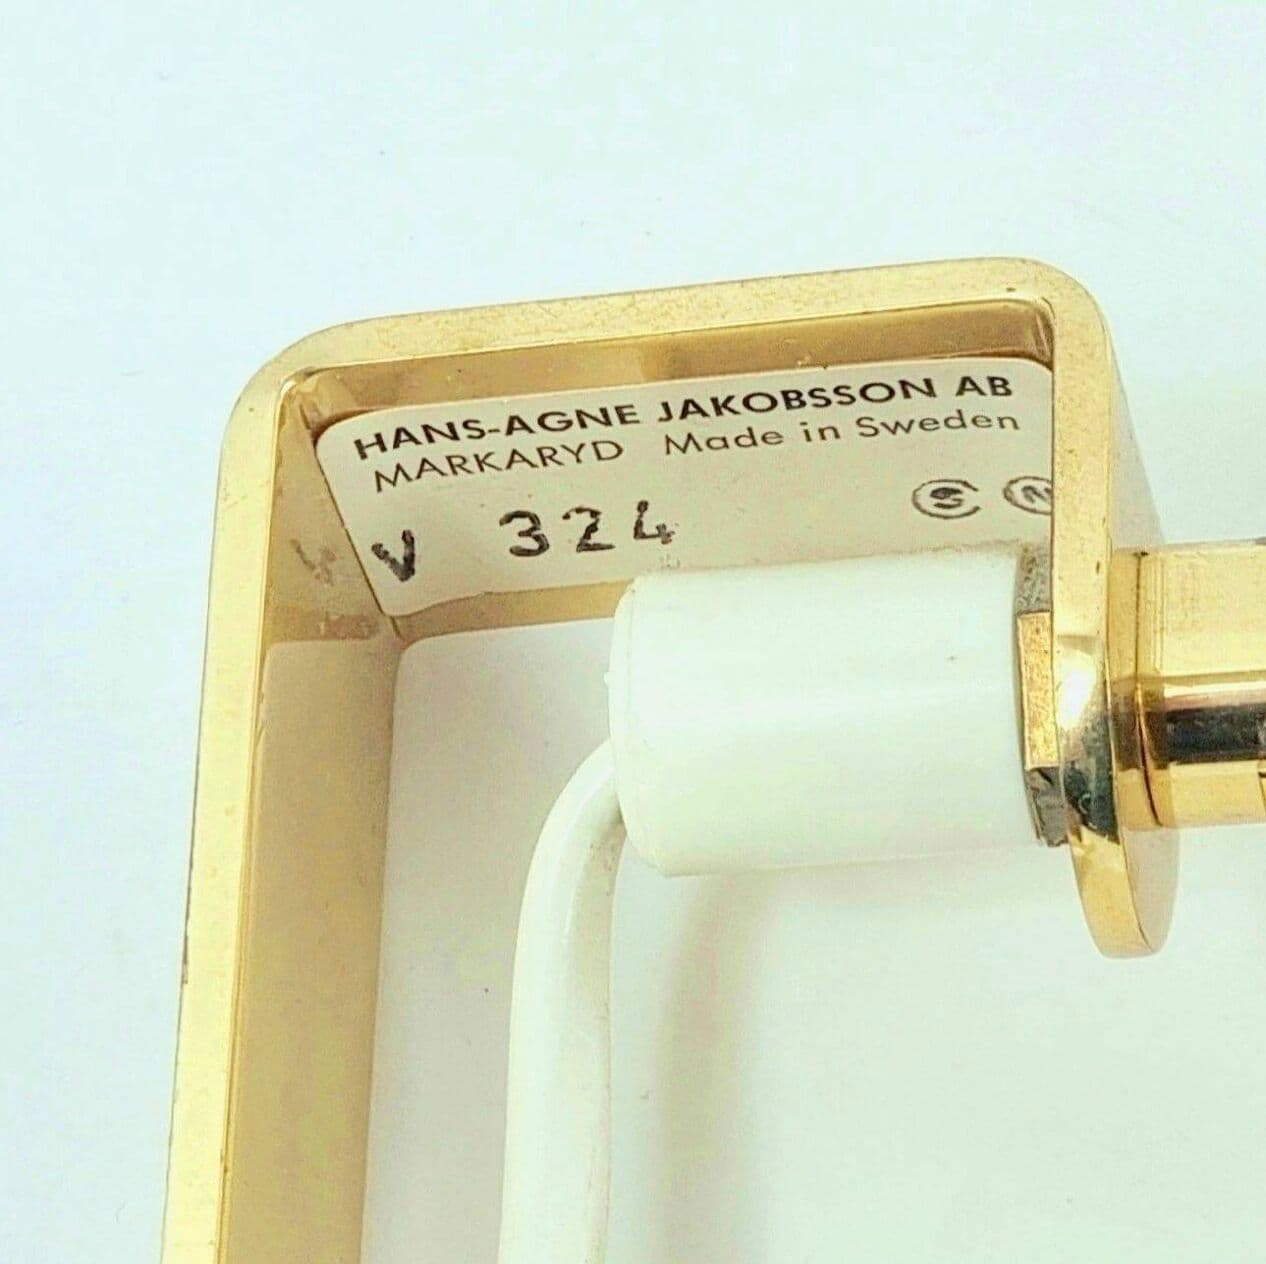 HANS-AGNE JAKOBSSON AB
MARKARYD Made in Sweden
V 324
S N